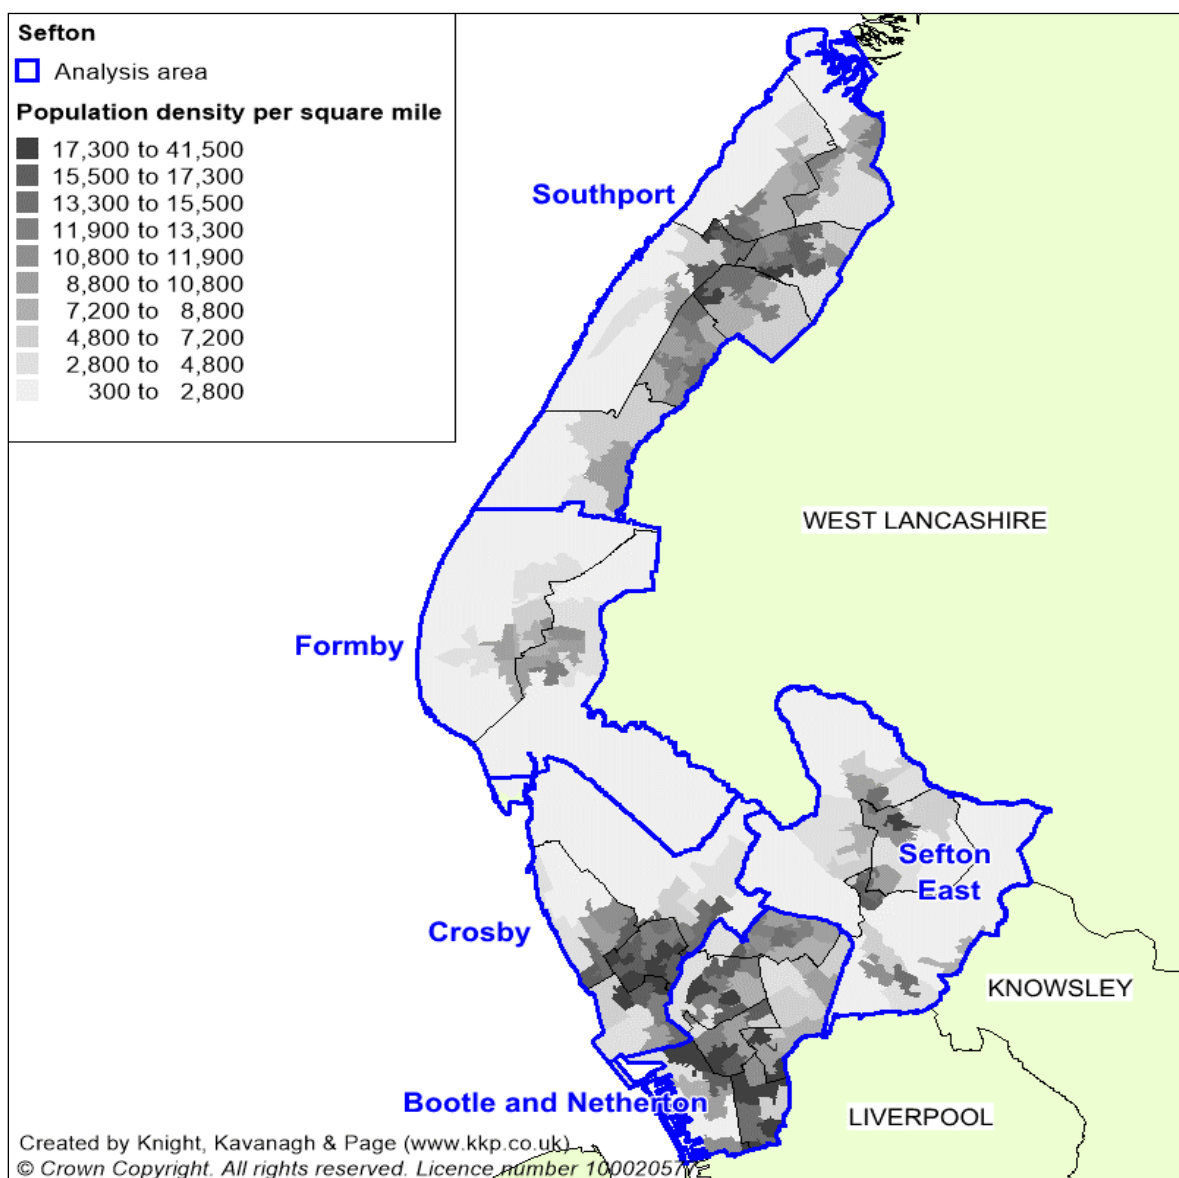 Sefton
Analysis area
Population density per square mile
17,300 to 41,500
15,500 to 17,300
13,300 to 15,500
11,900 to 13,300
10,800 to 11,900
8,800 to 10,800
7,200 to 8,800
4,800 to 7,200
2,800 to 4,800
300 to 2,800
Southport
WEST LANCASHIRE
Formby
Sefton
East
Crosby
KNOWSLEY
Bootle and Netherton
LIVERPOOL
Created by Knight, Kavanagh & Page (www.kkp.co.uk)
© Crown Copyright. All rights reserved. Licence number 100020577